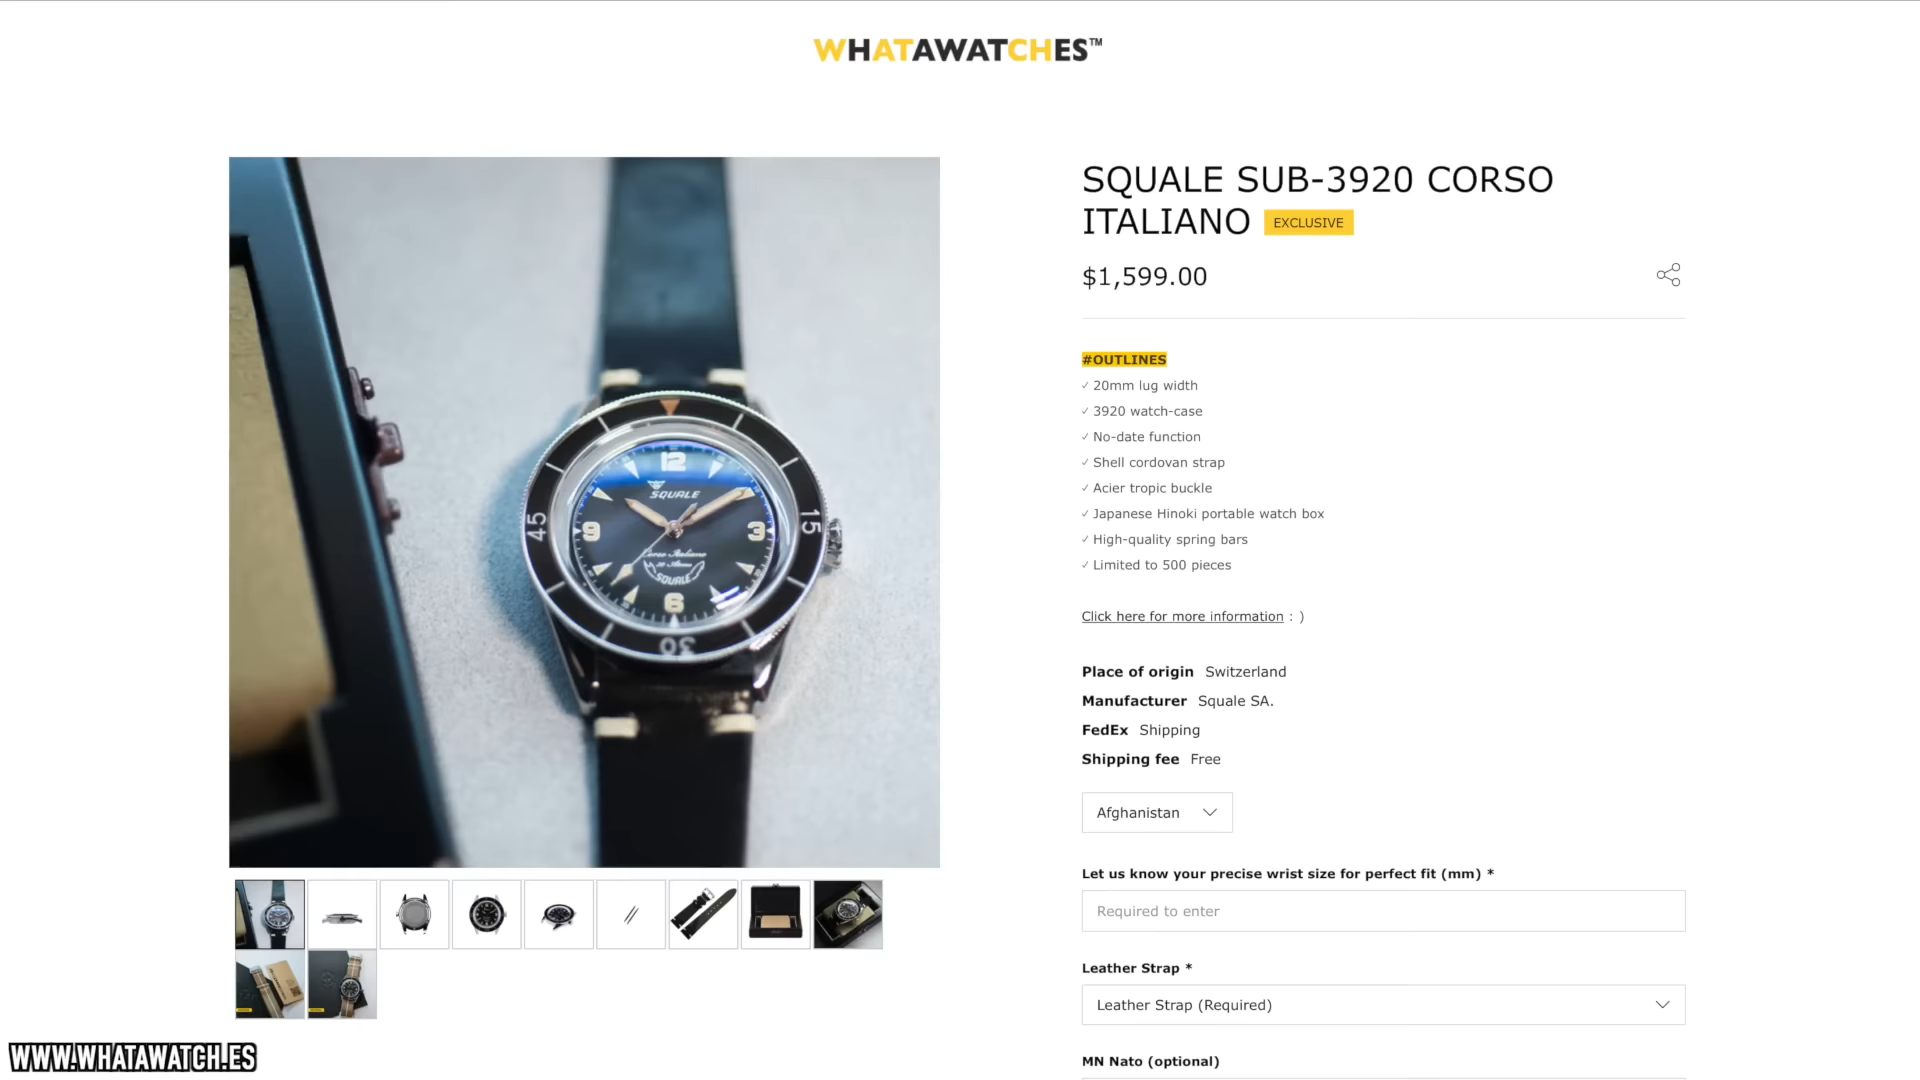 WHATAWATCHES™
SQUALE SUB-3920 CORSO
ITALIANO EXCLUSIVE
$1,599.00
#OUTLINES
✓ 20mm lug width
✓ 3920 watch-case
✓ No-date function
✓ Shell cordovan strap
✓ Acier tropic buckle
✓ Japanese Hinoki portable watch box
✓ High-quality spring bars
✓ Limited to 500 pieces
Click here for more information : )
Place of origin Switzerland
Manufacturer Squale SA.
FedEx Shipping
Shipping fee Free
Afghanistan
Let us know your precise wrist size for perfect fit (mm) *
Required to enter
Leather Strap *
Leather Strap (Required)
MN Nato (optional)
12
SQUALE
9
3
Corso Italiano
SQUALE
6
15
30
45
WWW.WHATAWATCH.ES